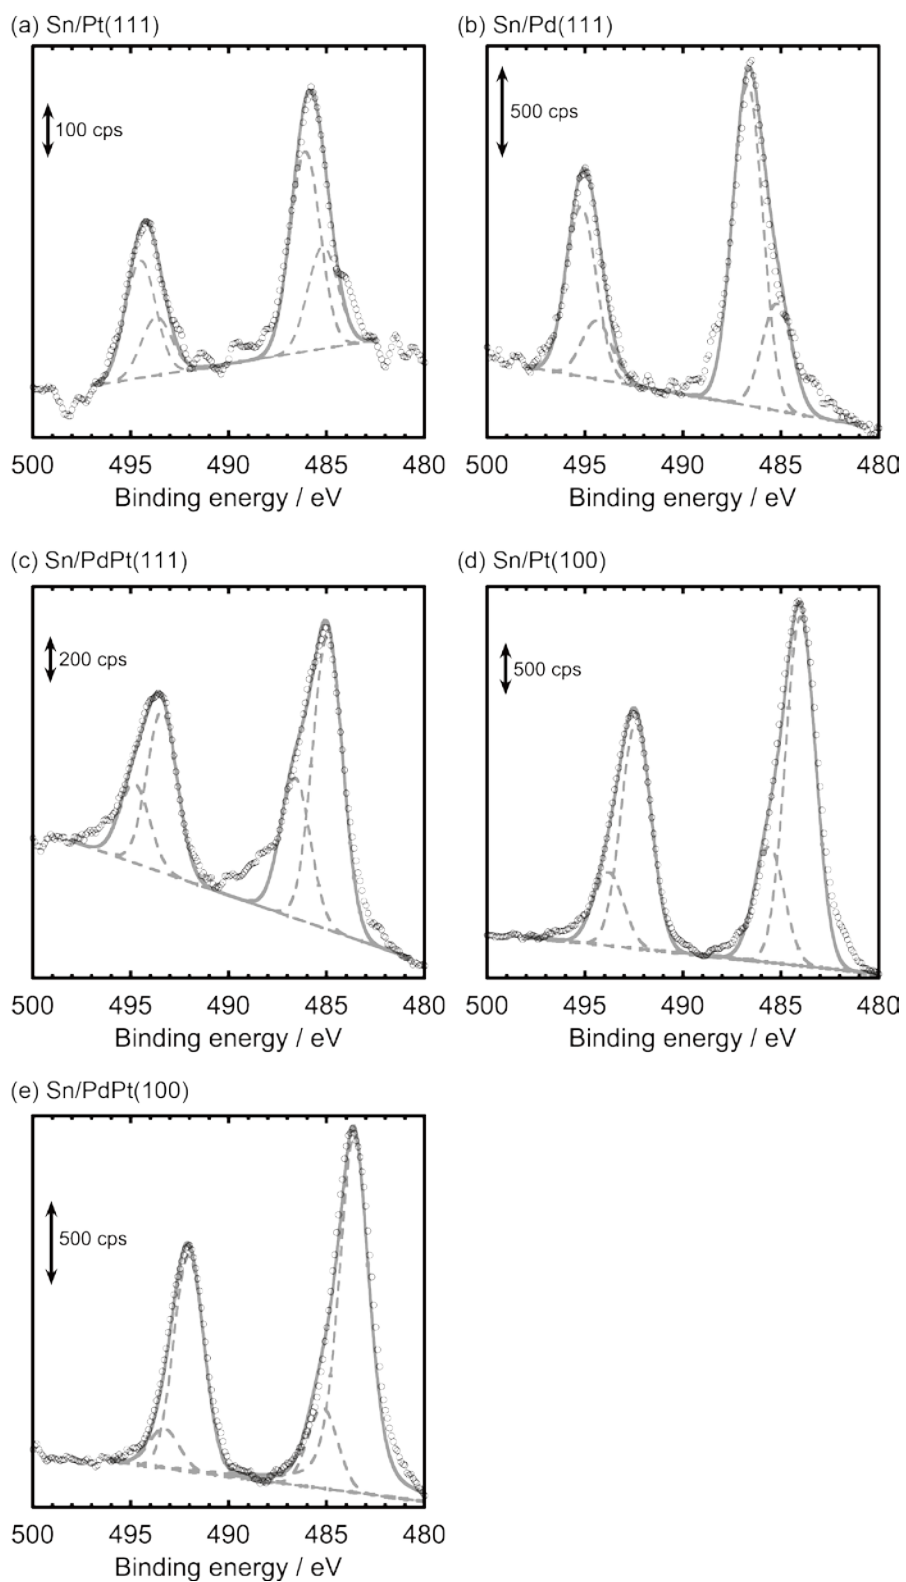 (a) Sn/Pt(111)
100 cps
500 495 490 485 480
Binding energy / eV
(b) Sn/Pd(111)
500 cps
500 495 490 485 480
Binding energy / eV
(c) Sn/PdPt(111)
200 cps
500 495 490 485 480
Binding energy / eV
(d) Sn/Pt(100)
500 cps
500 495 490 485 480
Binding energy / eV
(e) Sn/PdPt(100)
500 cps
500 495 490 485 480
Binding energy / eV